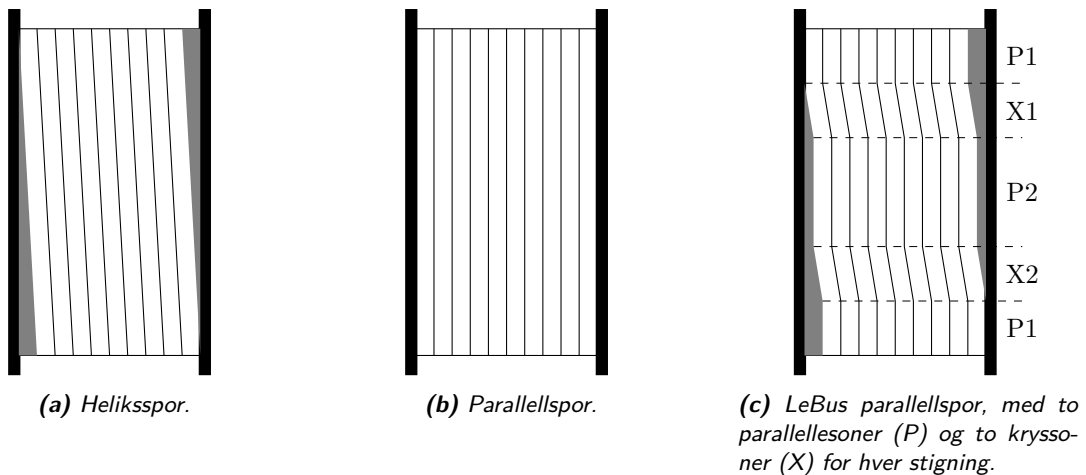 P1
X1
P2
X2
P1
(a) Heliksspor.
(b) Parallellspor.
(c) LeBus parallellspor, med to
parallellesoner (P) og to krysso-
ner (X) for hver stigning.